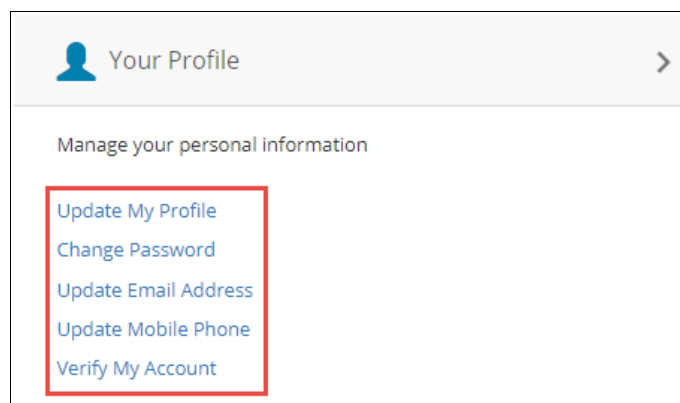 Your Profile
Manage your personal information
Update My Profile
Change Password
Update Email Address
Update Mobile Phone
Verify My Account